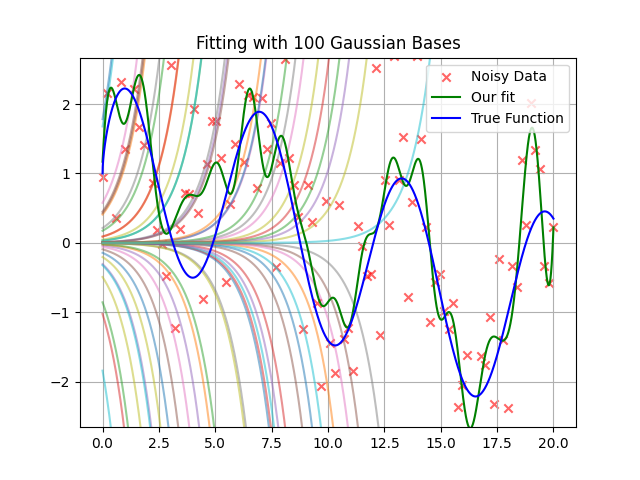 Fitting with 100 Gaussian Bases
Noisy Data
Our fit
True Function
2
1
0
−1
−2
0.0 2.5 5.0 7.5 10.0 12.5 15.0 17.5 20.0